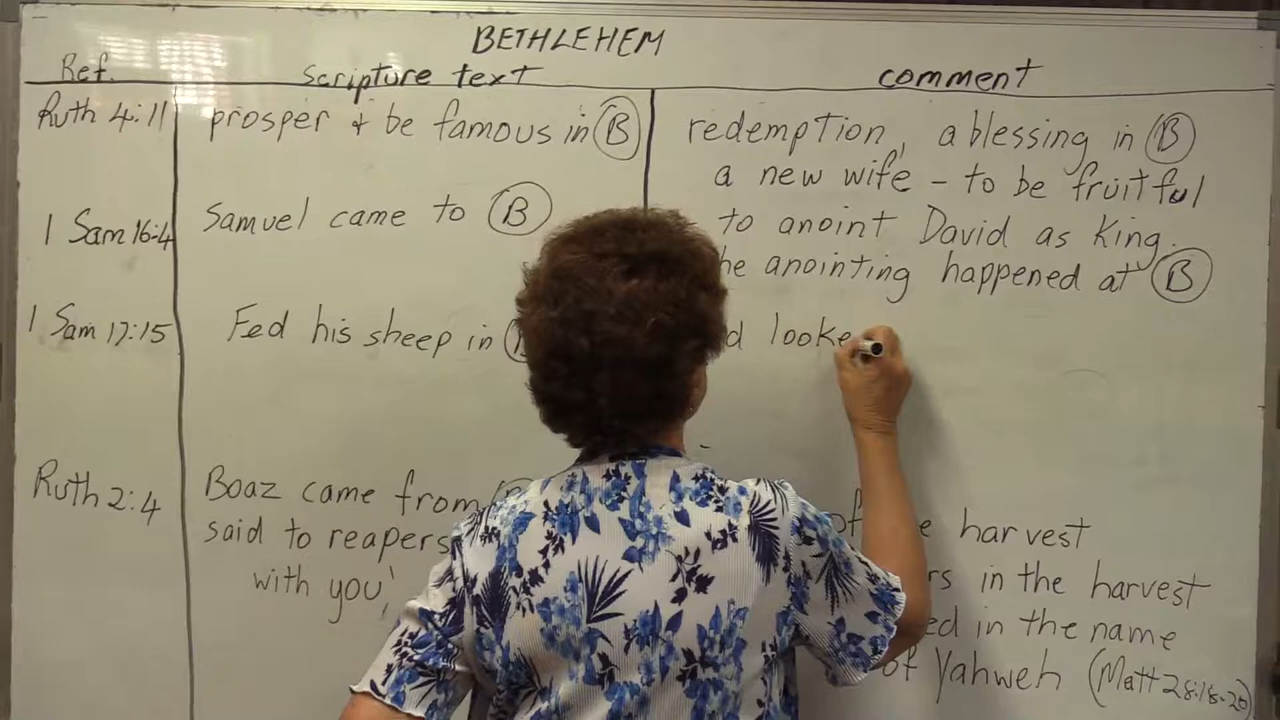 BETHLEHEM
Ref. Scripture text comment
Ruth 4:11 prosper & be famous in B redemption, a blessing in B
a new wife - to be fruitful
1 Sam 16:4 Samuel came to B to anoint David as King.
anointing happened at B
1 Sam 17:15 Fed his sheep in looke
Ruth 2:4 Boaz came from
said to reapers harvest
with you' in the harvest
in the name
of Yahweh (Matt 28:18-20)